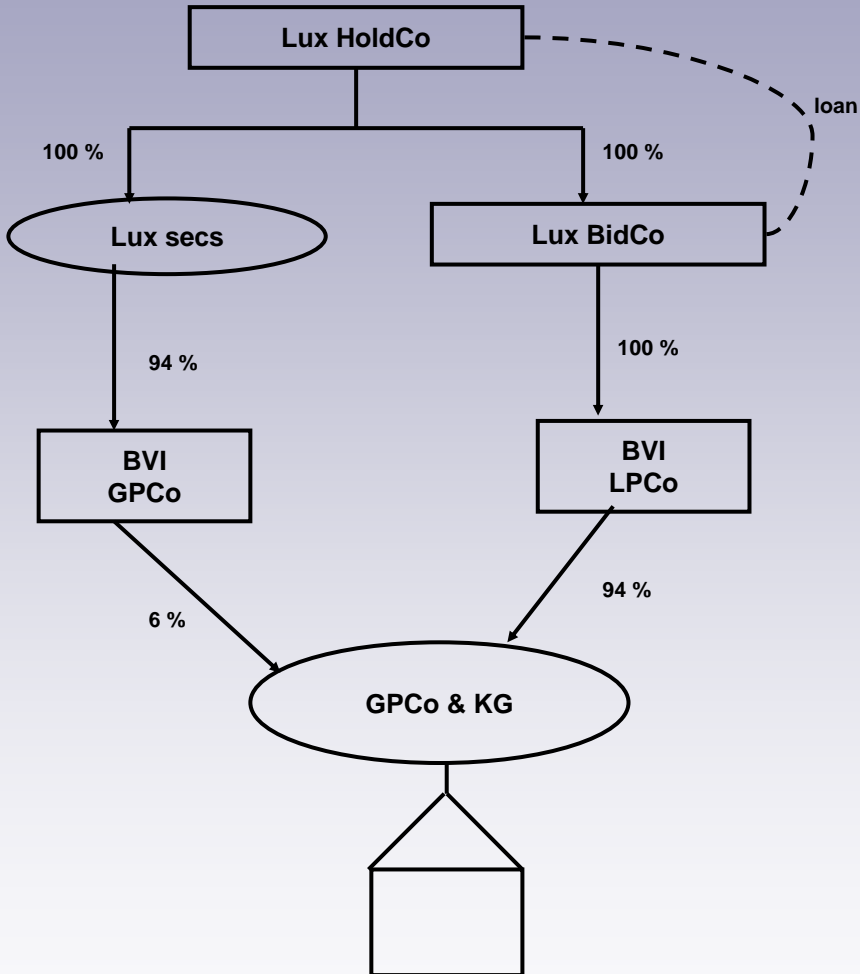 Lux HoldCo
loan
100 %
100 %
Lux secs
Lux BidCo
94 %
100 %
BVI
GPCo
BVI
LPCo
6 %
94 %
GPCo & KG